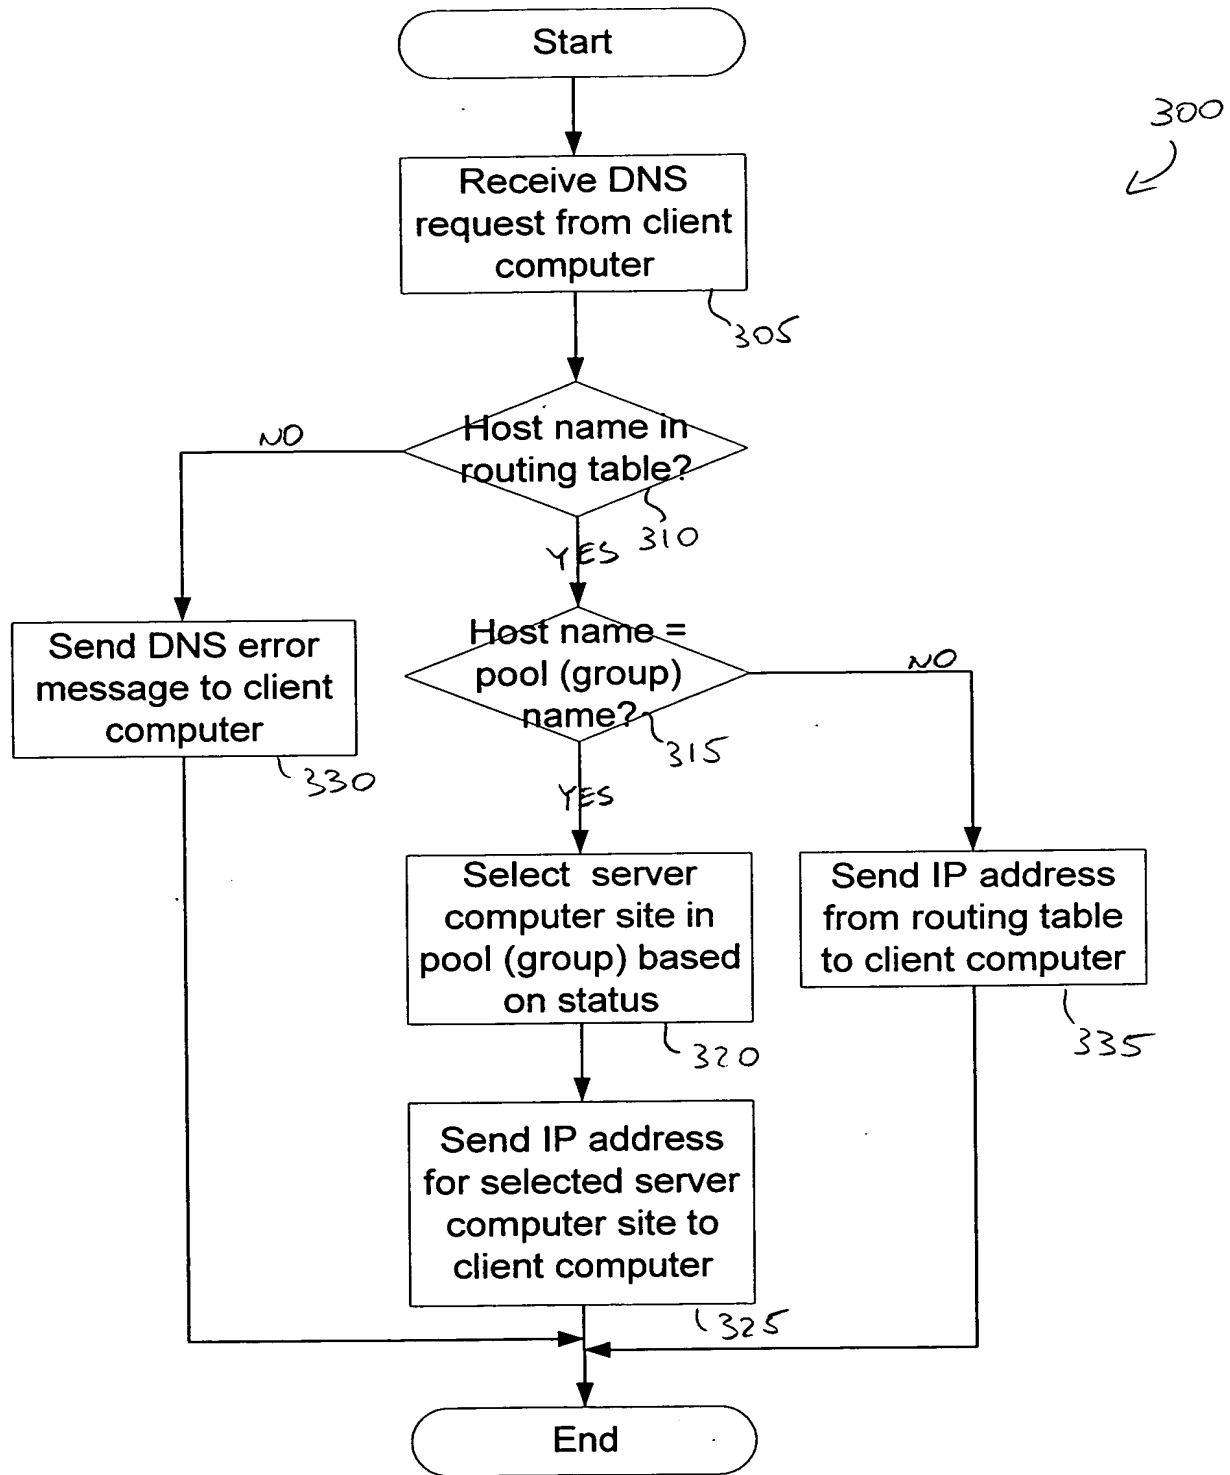 Start
300
Receive DNS
request from client
computer
305
Host name in
routing table?
NO
310
YES
Host name =
pool (group)
name?
NO
315
Send DNS error
message to client
computer
330
YES
Select server
computer site in
pool (group) based
on status
320
Send IP address
from routing table
to client computer
335
Send IP address
for selected server
computer site to
client computer
325
End